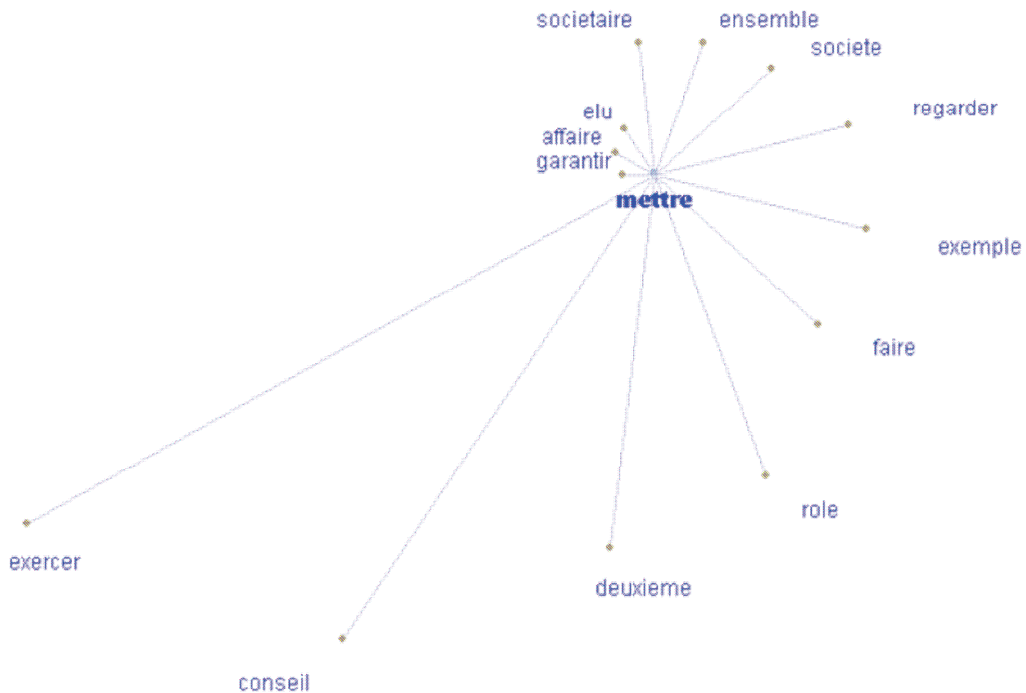 societaire
ensemble
societe
elu
regarder
affaire
garantir
mettre
exemple
faire
role
exercer
deuxieme
conseil